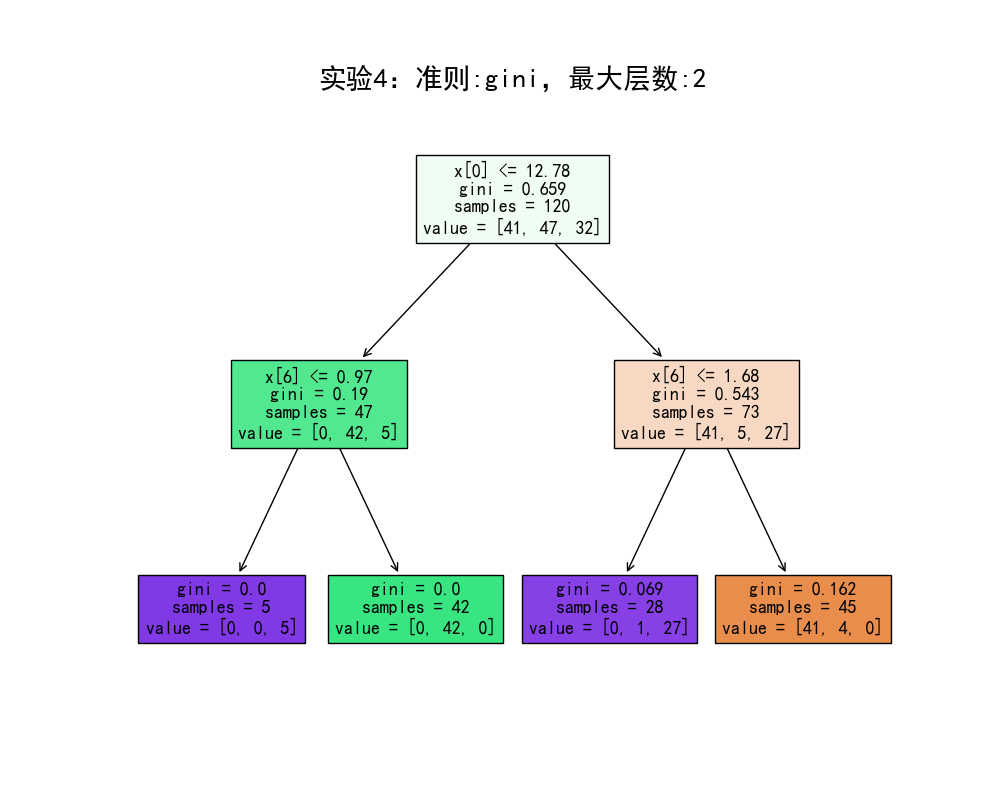 实验4：准则:gini，最大层数:2
x[0] <= 12.78
gini = 0.659
samples = 120
value = [41, 47, 32]
x[6] <= 0.97
gini = 0.19
samples = 47
value = [0, 42, 5]
x[6] <= 1.68
gini = 0.543
samples = 73
value = [41, 5, 27]
gini = 0.0
samples = 5
value = [0, 0, 5]
gini = 0.0
samples = 42
value = [0, 42, 0]
gini = 0.069
samples = 28
value = [0, 1, 27]
gini = 0.162
samples = 45
value = [41, 4, 0]